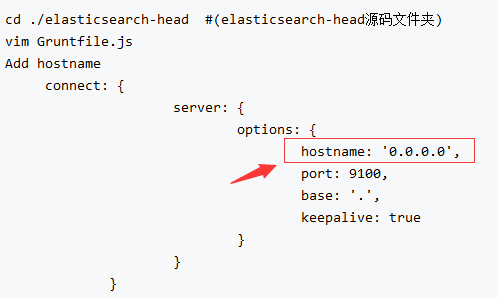 cd ./elasticsearch-head  #(elasticsearch-head源码文件夹)
vim Gruntfile.js
Add hostname
     connect: {
                     server: {
                             options: {
                                     hostname: '0.0.0.0',
                                     port: 9100,
                                     base: '.',
                                     keepalive: true
                             }
                     }
             }